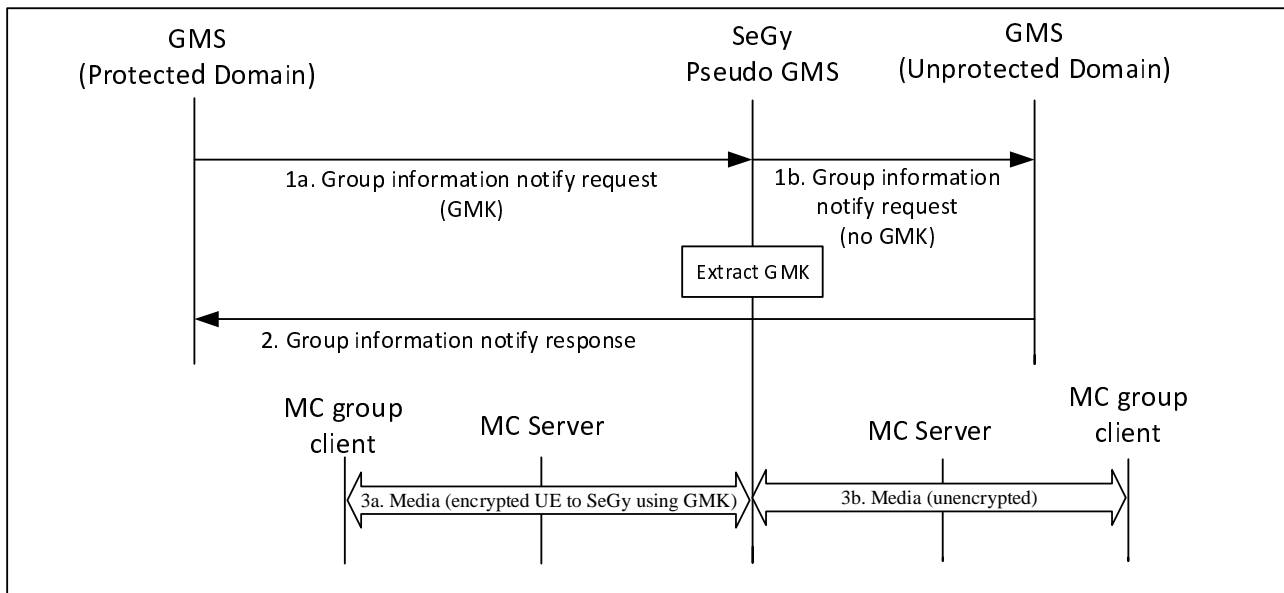 GMS
(Protected Domain)
SeGy
Pseudo GMS
GMS
(Unprotected Domain)
1a. Group information notify request
(GMK)
1b. Group information
notify request
(no GMK)
Extract GMK
2. Group information notify response
MC group
client
MC Server
MC Server
MC group
client
3a. Media (encrypted UE to SeGy using GMK)
3b. Media (unencrypted)